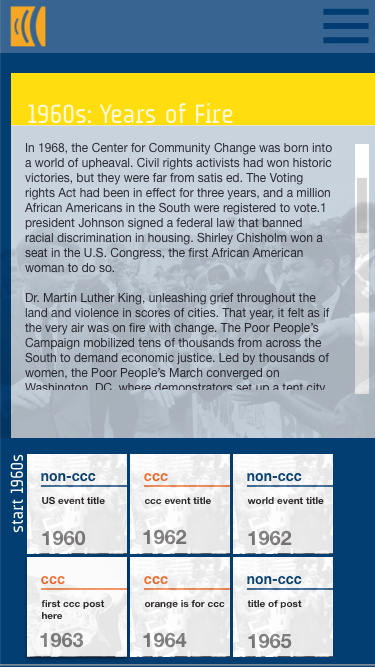 1960s: Years of Fire
In 1968, the Center for Community Change was born into
a world of upheaval. Civil rights activists had won historic
victories, but they were far from satis ed. The Voting
rights Act had been in effect for three years, and a million
African Americans in the South were registered to vote.1
president Johnson signed a federal law that banned
racial discrimination in housing. Shirley Chisholm won a
seat in the U.S. Congress, the first African American
woman to do so.
Dr. Martin Luther King, unleashing grief throughout the
land and violence in scores of cities. That year, it felt as if
the very air was on fire with change. The Poor People's
Campaign mobilized tens of thousands from across the
South to demand economic justice. Led by thousands of
women, the Poor People's March converged on
Washington, DC, where demonstrators set up a tent city
start 1960s
non-ccc
US event title
1960
ccc
ccc event title
1962
non-ccc
world event title
1962
ccc
first ccc post
here
1963
ccc
orange is for ccc
1964
non-ccc
title of post
1965